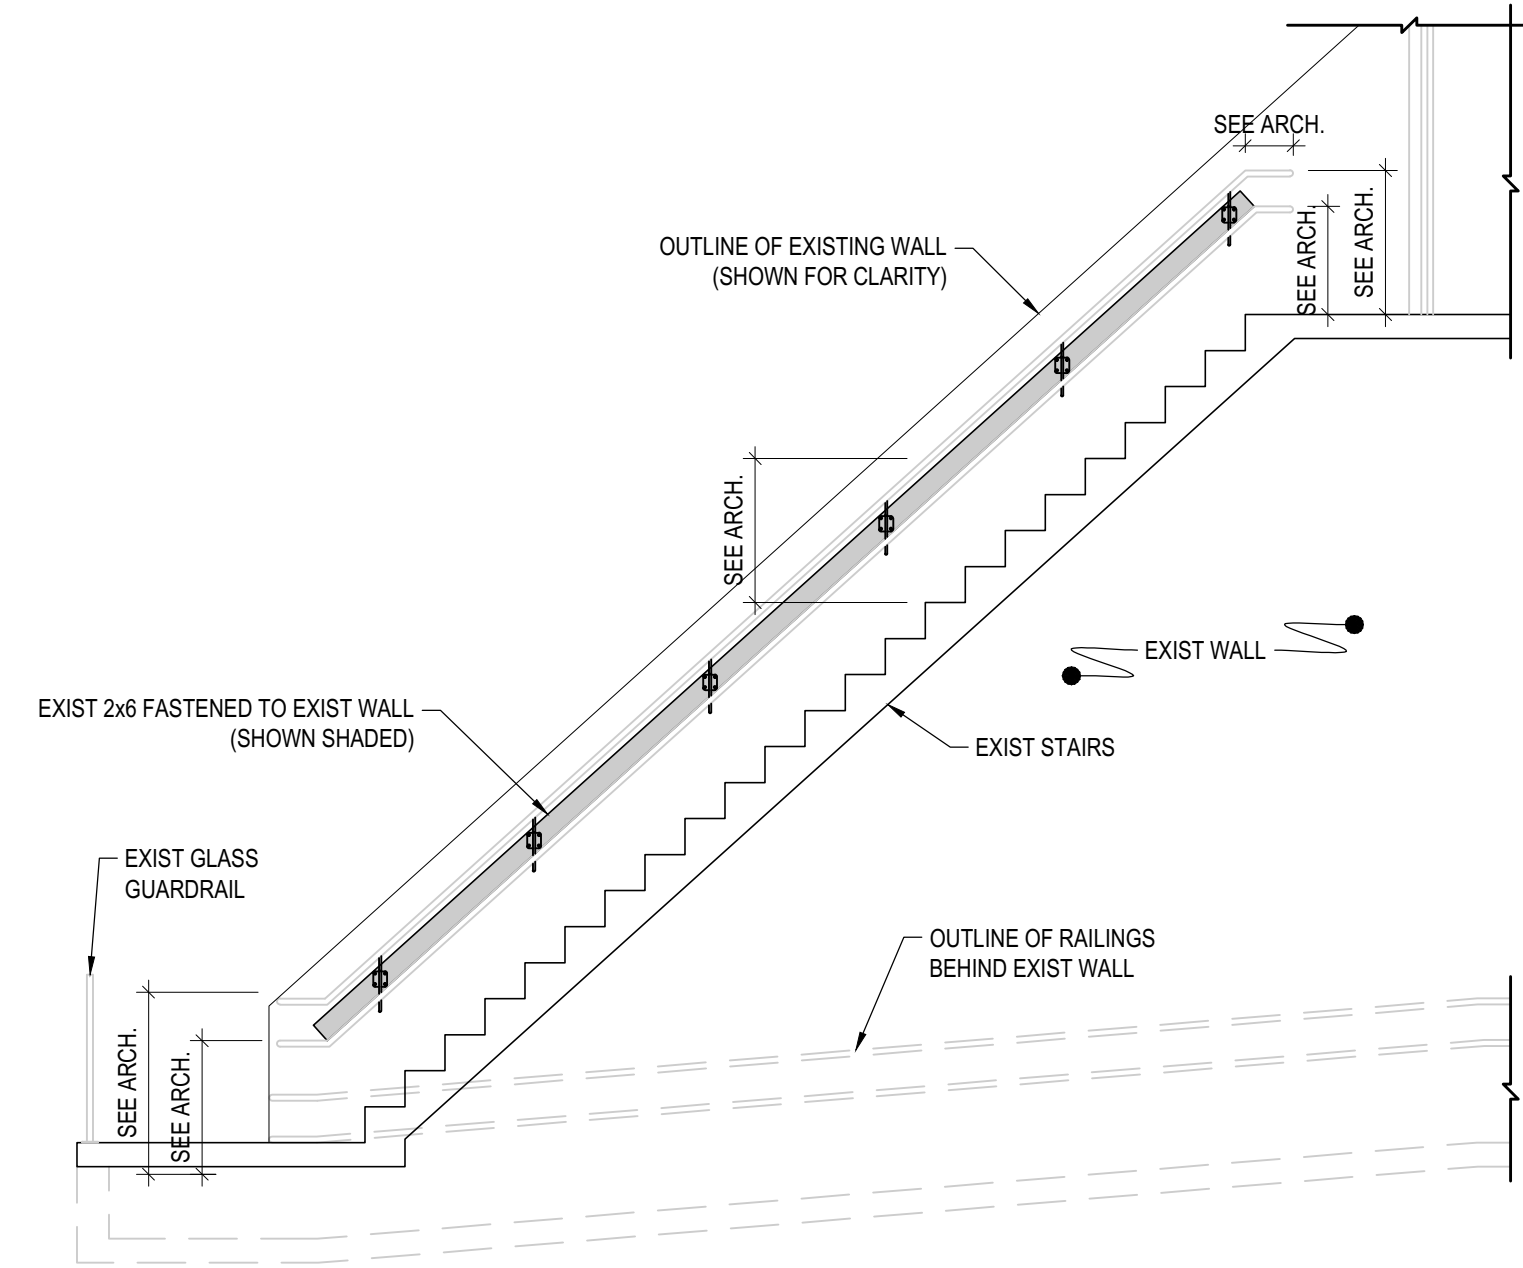 SEE ARCH.
OUTLINE OF EXISTING WALL
(SHOWN FOR CLARITY)
SEE ARCH.
SEE ARCH.
SEE ARCH.
EXIST WALL
EXIST 2x6 FASTENED TO EXIST WALL
(SHOWN SHADED)
EXIST STAIRS
EXIST GLASS
GUARDRAIL
OUTLINE OF RAILINGS
BEHIND EXIST WALL
SEE ARCH.
SEE ARCH.